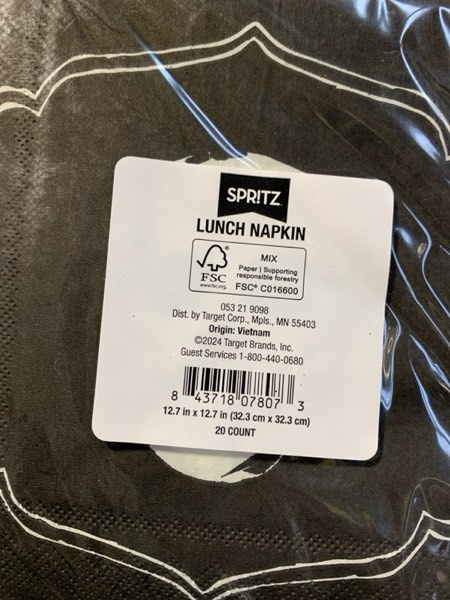 SPRITZ
LUNCH NAPKIN
FSC
www.fsc.org
MIX
Paper | Supporting
responsible forestry
FSC® C016600
053 21 9098
Dist. by Target Corp., Mpls., MN 55403
Origin: Vietnam
©2024 Target Brands, Inc.
Guest Services 1-800-440-0680
8 43718 07807 3
12.7 in x 12.7 in (32.3 cm x 32.3 cm)
20 COUNT